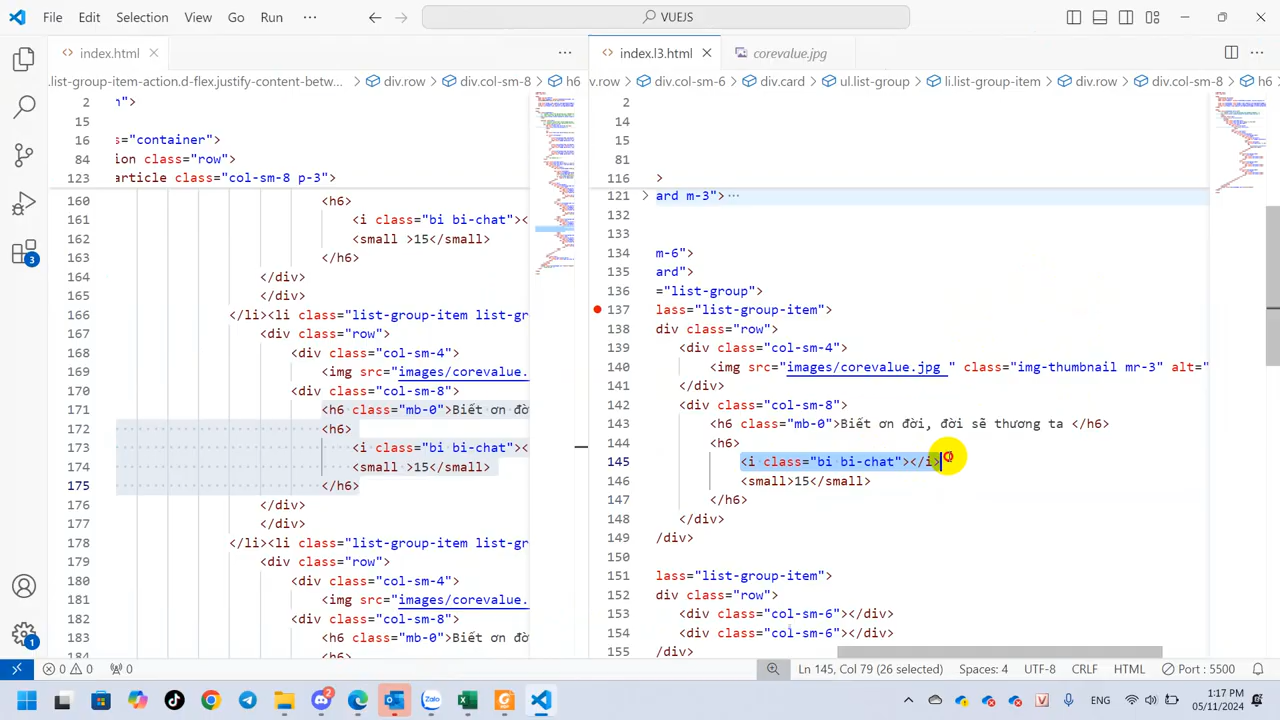 File Edit Selection View Go Run ··· VUEJS
index.html
index.l3.html corevalue.jpg
.list-group-item-action.d-flex.justify-content-betw... div.row div.col-sm-8 h6
v.row div.col-sm-6 div.card ul.list-group li.list-group-item div.row div.col-sm-8 h6
2 n">
15
16 ="container">
84 io class="row">
123 article class="col-sm-8 p-3">
160 <h6>
161 <i class="bi bi-chat"><
162 <small >15</small>
163 </h6>
164 </div>
165 </div>
166 </li><li class="list-group-item list-gr
167 <div class="row">
168 <div class="col-sm-4">
169 <img src="images/corevalue.
170 <div class="col-sm-8">
171 <h6 class="mb-0">Biết ơn đờ
172 <h6>
173 <i class="bi bi-chat"><
174 <small >15</small>
175 </h6>
176 </div>
177 </div>
178 </li><li class="list-group-item list-gr
179 <div class="row">
180 <div class="col-sm-4">
181 <img src="images/corevalue.
182 <div class="col-sm-8">
183 <h6 class="mb-0">Biết ơn đờ
184 <h6>
2
14
15
81
116 >
121 ard m-3">···
132
133
134 m-6">
135 ard">
136 ="list-group">
137 lass="list-group-item">
138 div class="row">
139 <div class="col-sm-4">
140 <img src="images/corevalue.jpg " class="img-thumbnail mr-3" alt="
141 </div>
142 <div class="col-sm-8">
143 <h6 class="mb-0">Biết ơn đời, đời sẽ thương ta </h6>
144 <h6>
145 <i class="bi bi-chat"></i>
146 <small>15</small>
147 </h6>
148 </div>
149 /div>
150
151 lass="list-group-item">
152 div class="row">
153 <div class="col-sm-6"></div>
154 <div class="col-sm-6"></div>
155 /div>
3
1
0 0 0 Ln 145, Col 79 (26 selected) Spaces: 4 UTF-8 CRLF HTML Port : 5500
2 Zalo ENG 1:17 PM
05/11/2024